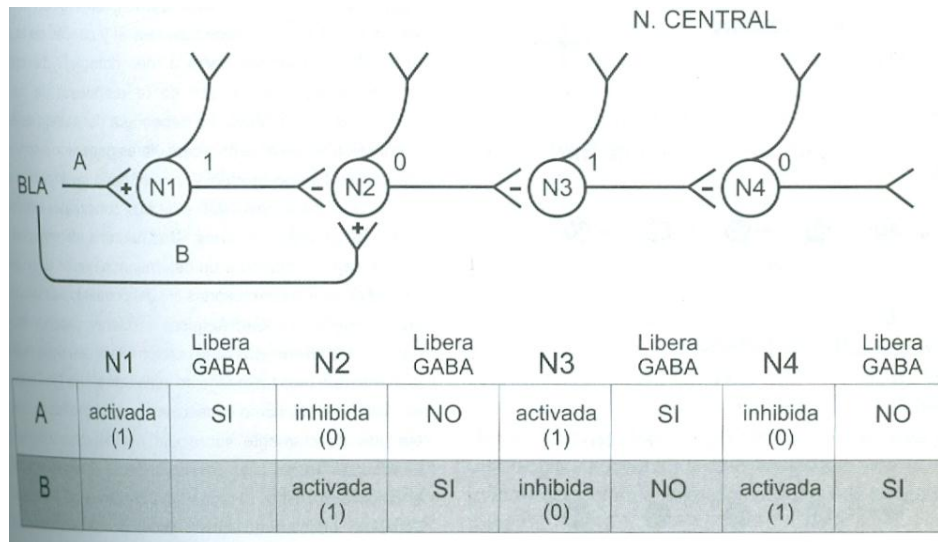 N. CENTRAL
1 0 1 0
A
BLA + N1 - N2 - N3 - N4
+
B
N1 Libera GABA N2 Libera GABA N3 Libera GABA N4 Libera GABA
A activada (1) SI inhibida (0) NO activada (1) SI inhibida (0) NO
B activada (1) SI inhibida (0) NO activada (1) SI